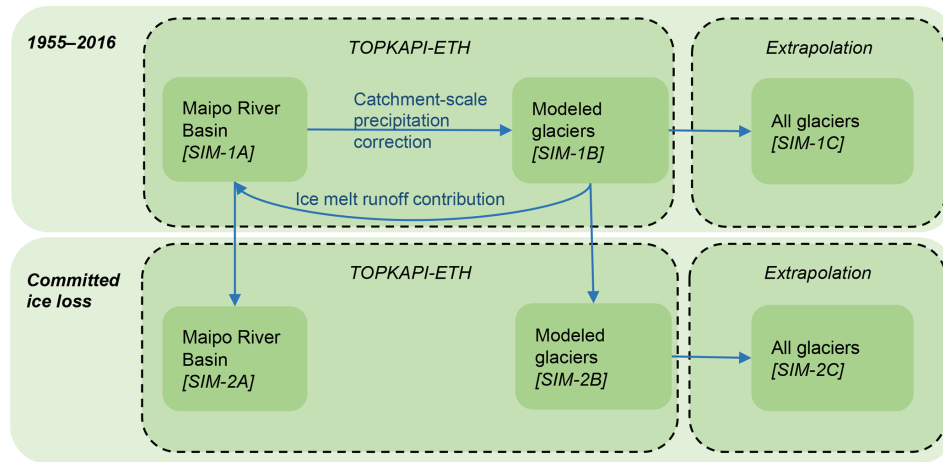 1955–2016
TOPKAPI-ETH
Extrapolation
Maipo River
Basin
[SIM-1A]
Catchment-scale
precipitation
correction
Modeled
glaciers
[SIM-1B]
All glaciers
[SIM-1C]
Ice melt runoff contribution
Committed
ice loss
TOPKAPI-ETH
Extrapolation
Maipo River
Basin
[SIM-2A]
Modeled
glaciers
[SIM-2B]
All glaciers
[SIM-2C]